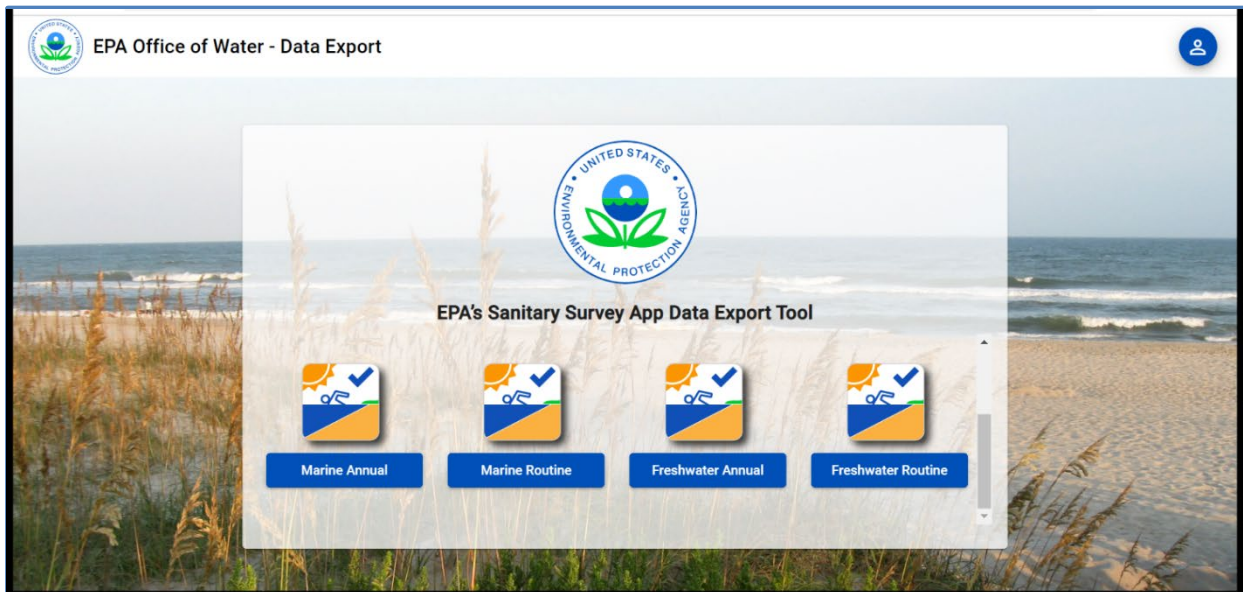 EPA Office of Water - Data Export
UNITED STATES
ENVIRONMENTAL PROTECTION AGENCY
EPA's Sanitary Survey App Data Export Tool
Marine Annual
Marine Routine
Freshwater Annual
Freshwater Routine